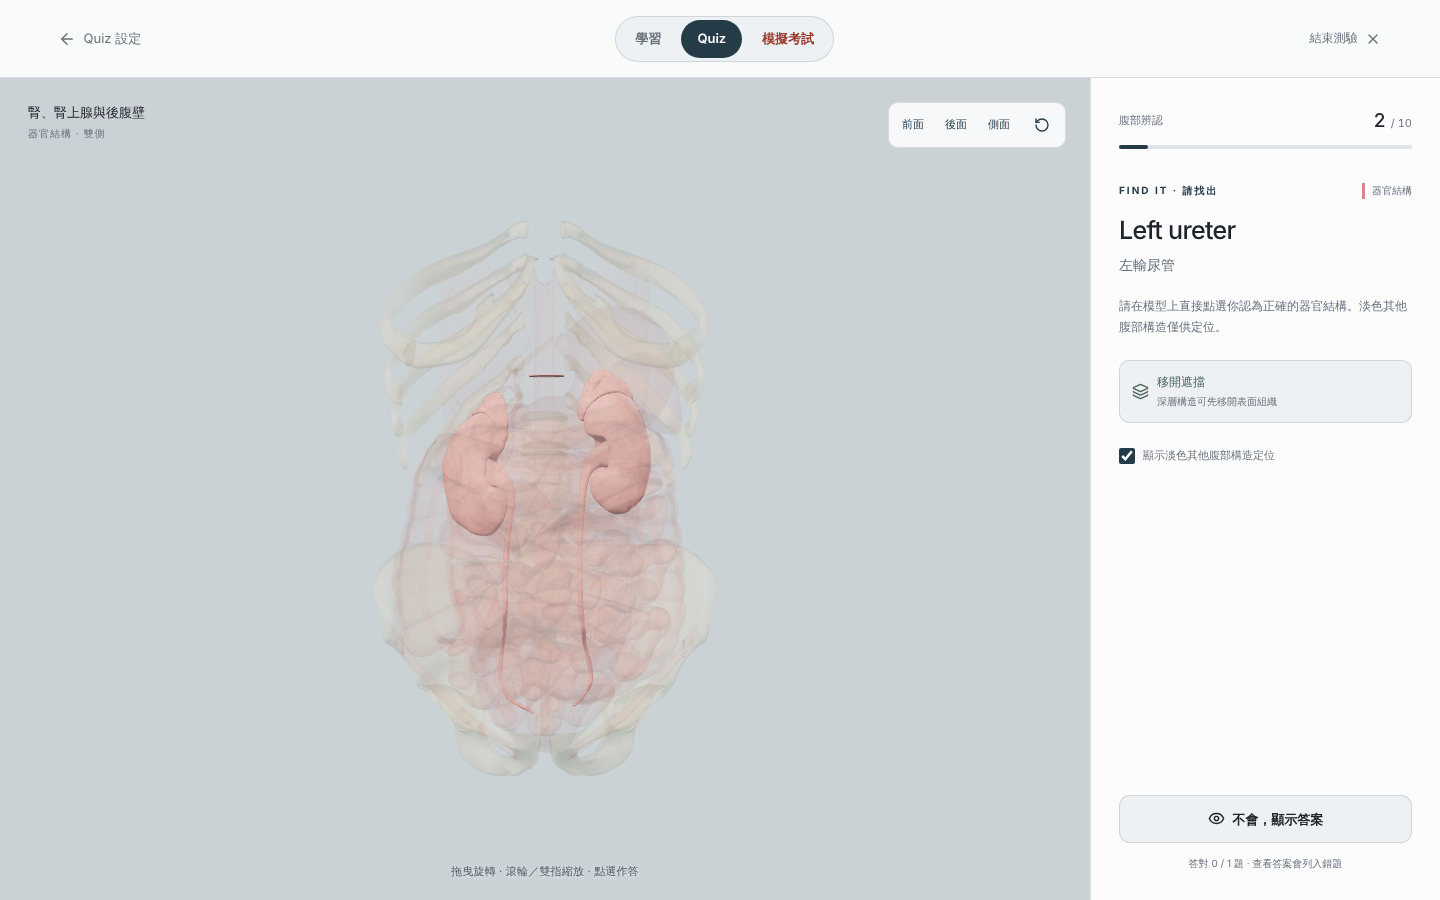 Quiz 設定
學習
Quiz
模擬考試
結束測驗
腎、腎上腺與後腹壁
器官結構 · 雙側
前面
後面
側面
腹部辨認
2 / 10
FIND IT · 請找出
器官結構
Left ureter
左輸尿管
請在模型上直接點選你認為正確的器官結構。淡色其他
腹部構造僅供定位。
移開遮擋
深層構造可先移開表面組織
顯示淡色其他腹部構造定位
不會，顯示答案
答對 0 / 1 題 · 查看答案會列入錯題
拖曳旋轉 · 滾輪／雙指縮放 · 點選作答